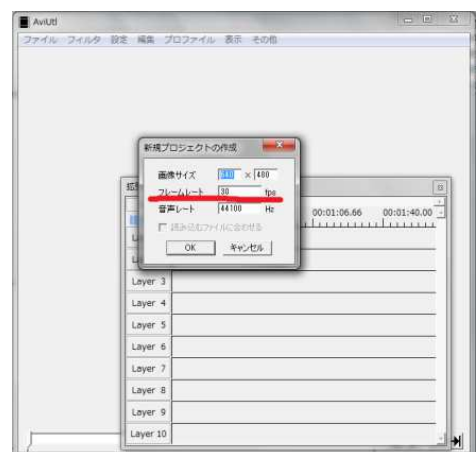 AviUtl
ファイル フィルタ 設定 編集 プロファイル 表示 その他
新規プロジェクトの作成
画像サイズ 640 × 480
フレームレート 30 fps
音声レート 44100 Hz
読み込むファイルに合わせる
OK キャンセル
00:01:06.66 00:01:40.00
Layer 3
Layer 4
Layer 5
Layer 6
Layer 7
Layer 8
Layer 9
Layer 10